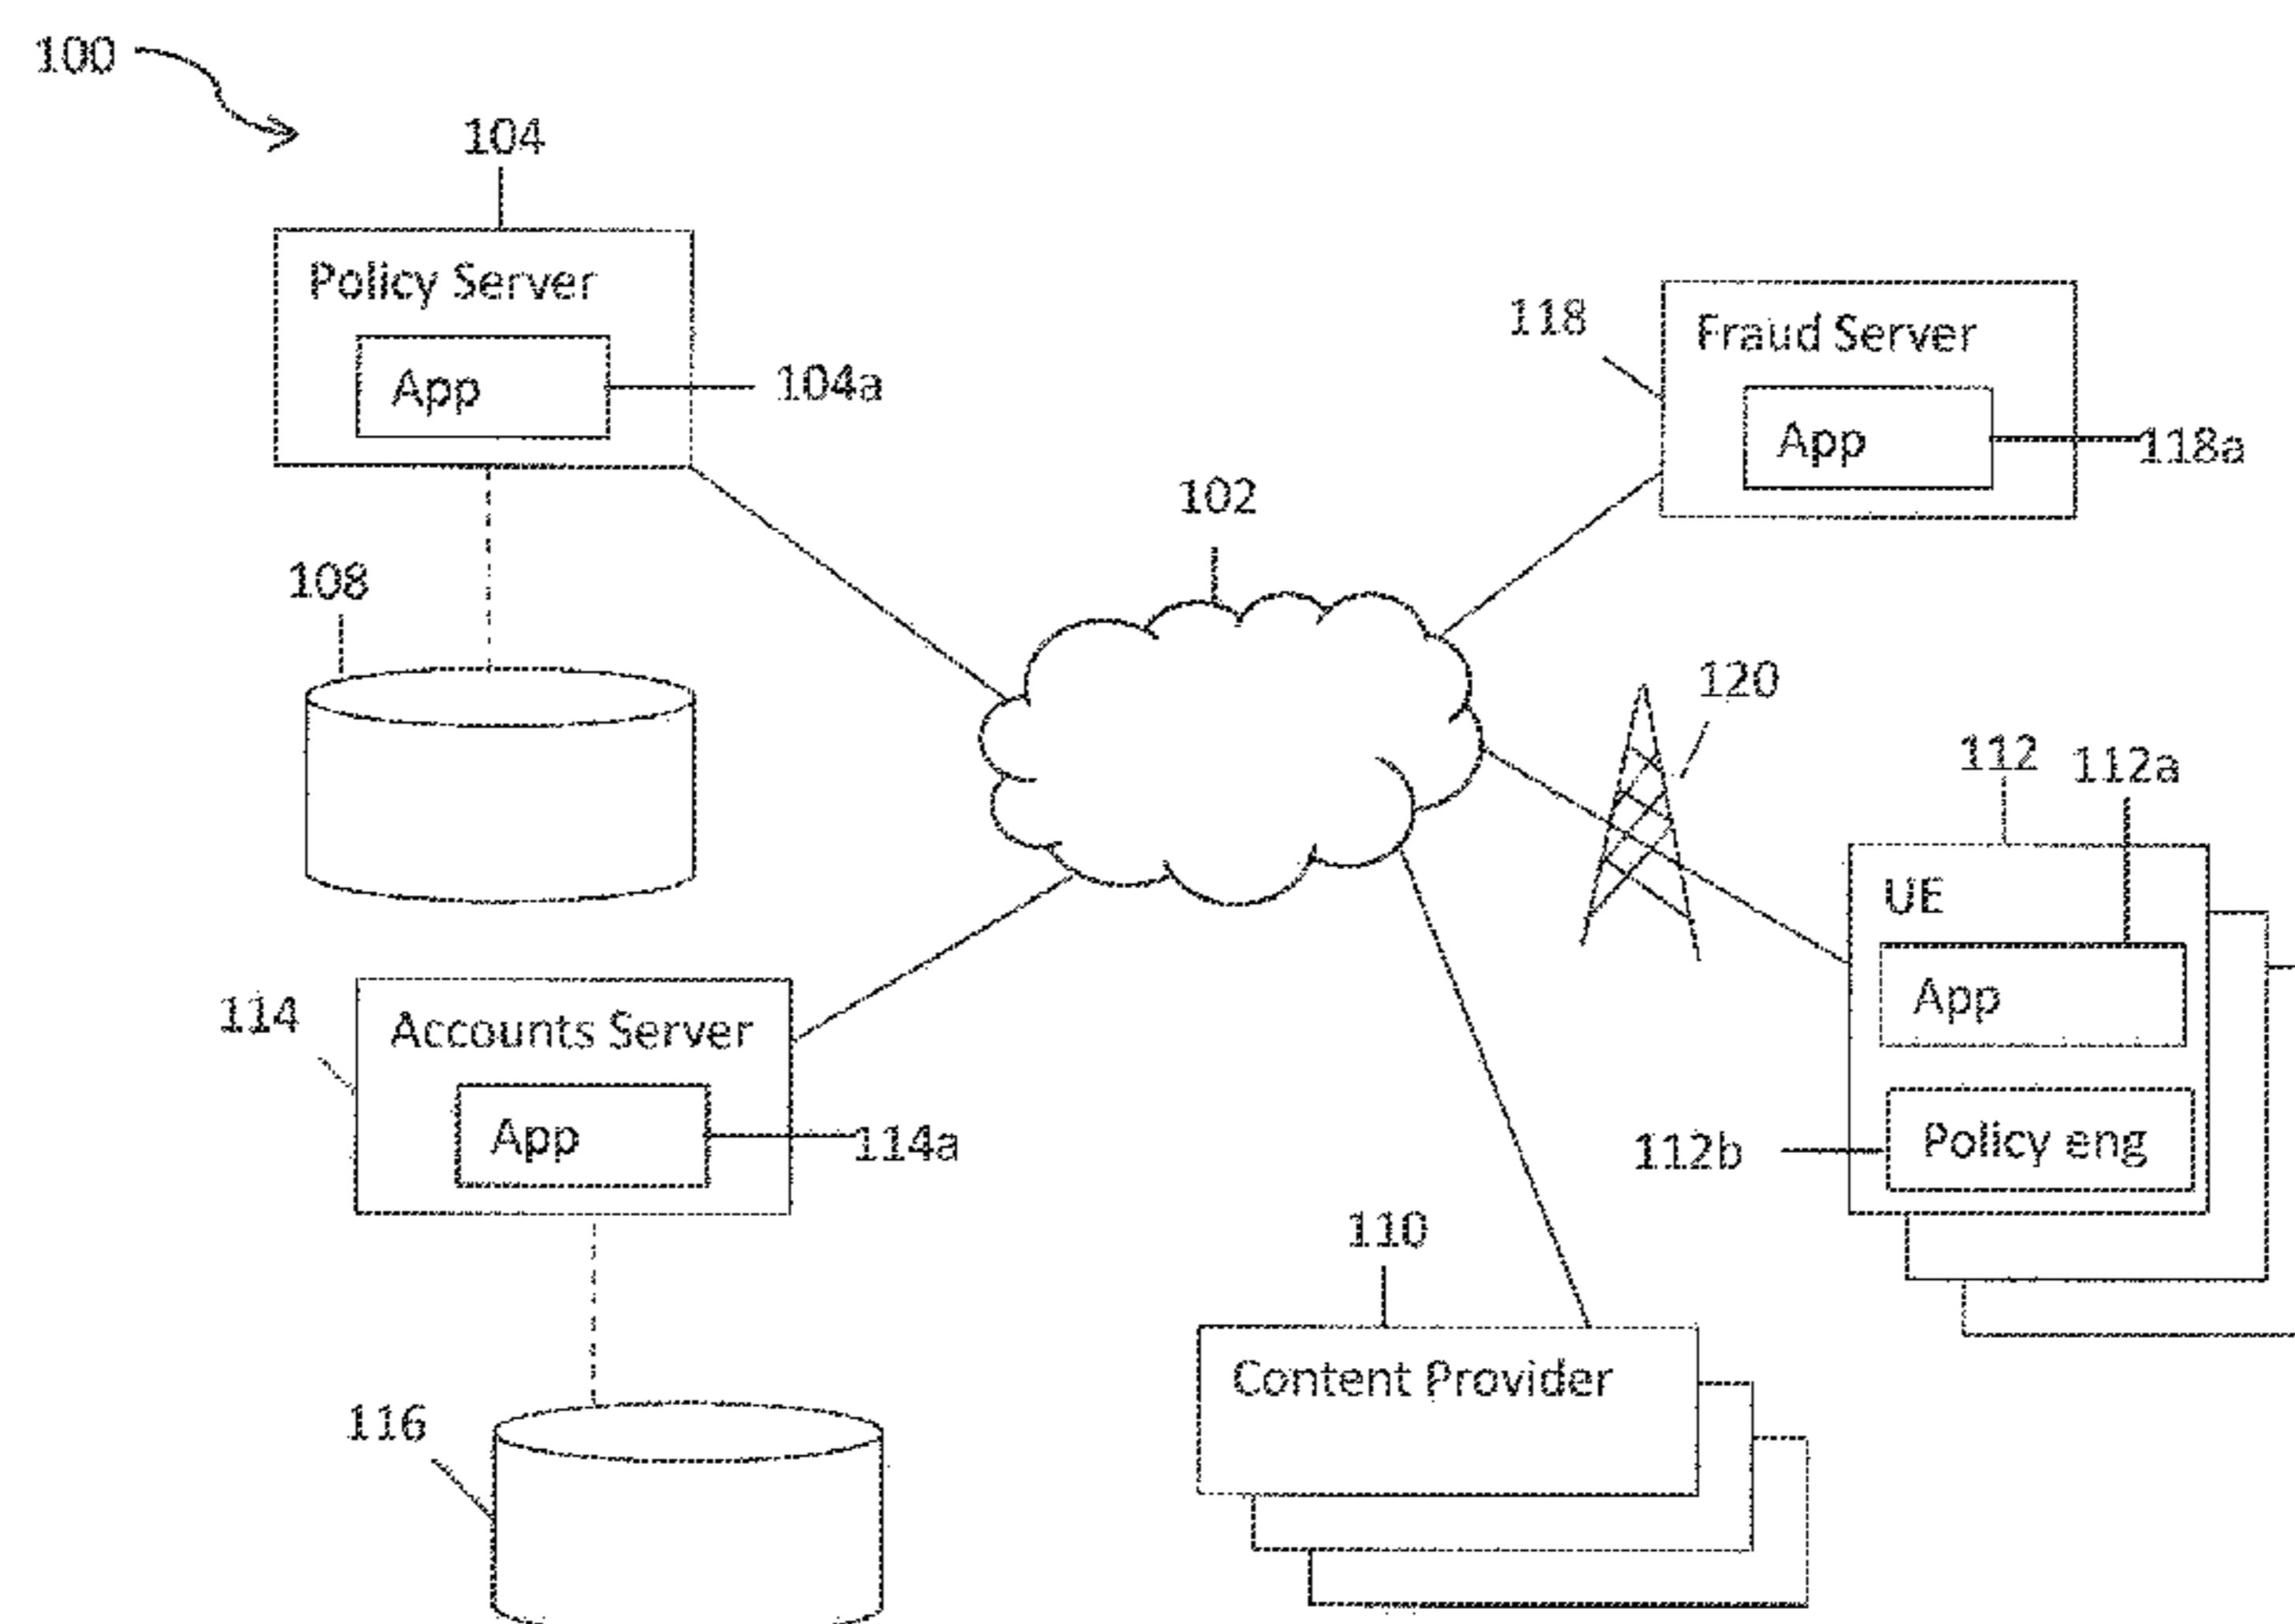 100
104
Policy Server
App
104a
118
Fraud Server
App
118a
102
108
120
112
112a
UE
App
Policy eng
112b
114
Accounts Server
App
114a
110
Content Provider
116